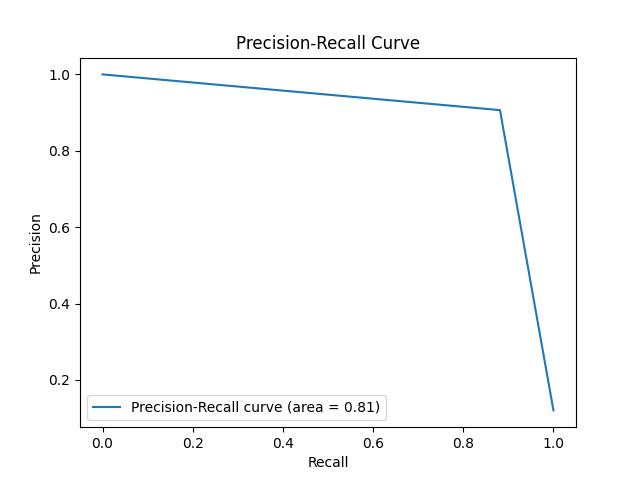 Precision-Recall Curve
1.0
0.8
0.6
0.4
0.2
Precision
Precision-Recall curve (area = 0.81)
0.0 0.2 0.4 0.6 0.8 1.0
Recall